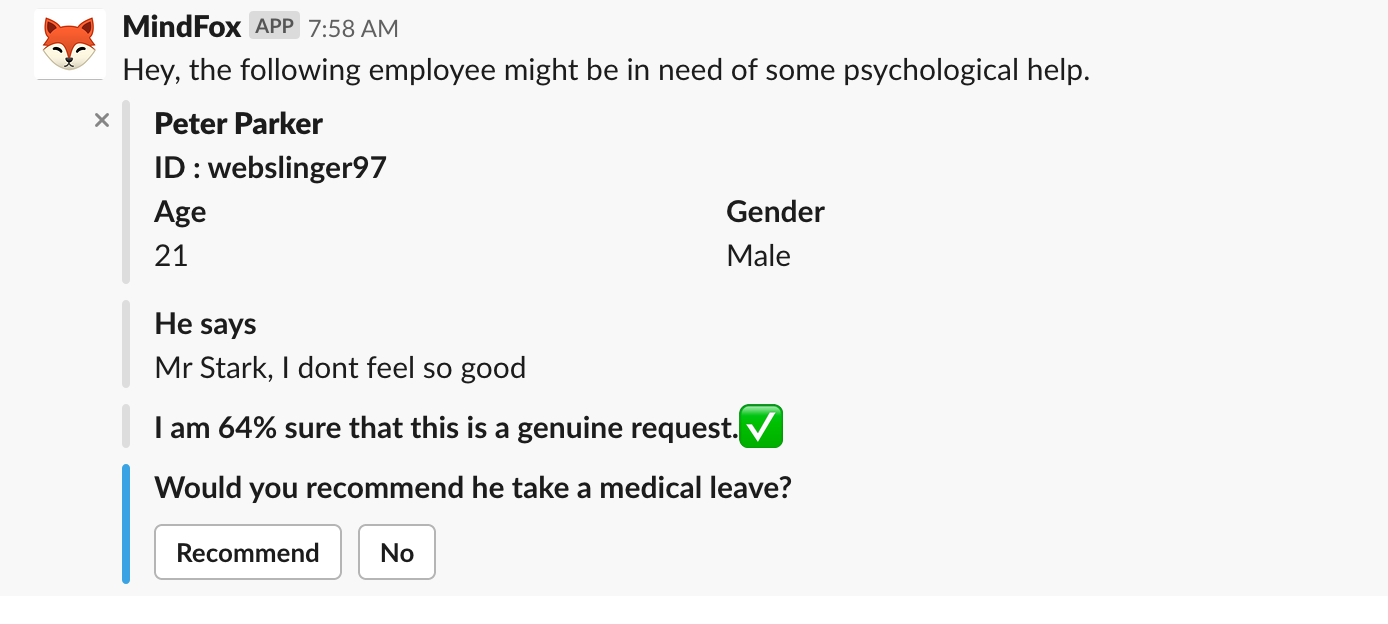 MindFox APP 7:58 AM
Hey, the following employee might be in need of some psychological help.
Peter Parker
ID : webslinger97
Age Gender
21 Male
He says
Mr Stark, I dont feel so good
I am 64% sure that this is a genuine request.✅
Would you recommend he take a medical leave?
Recommend No